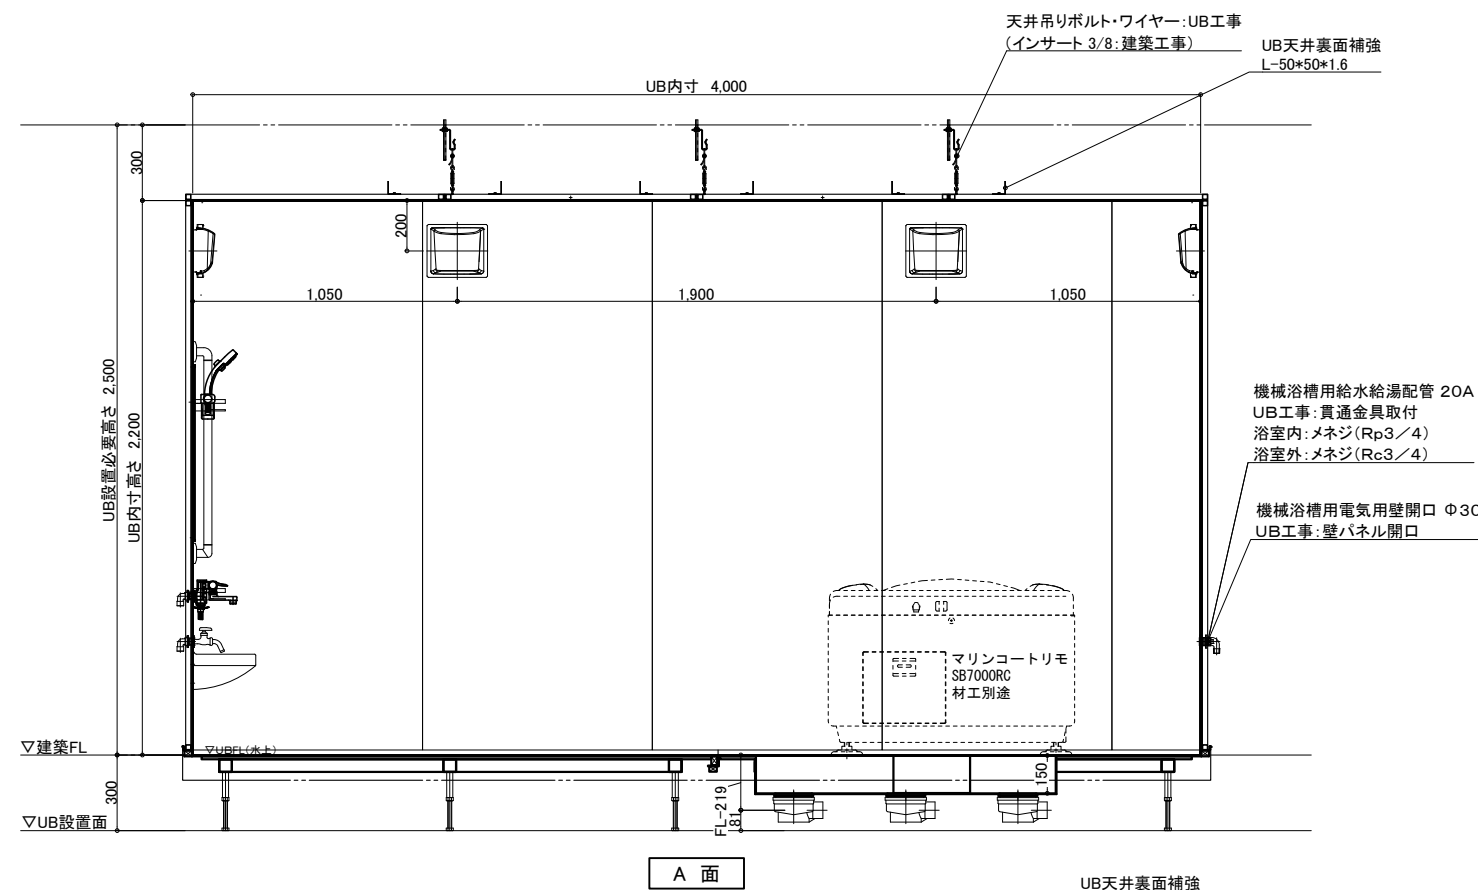 天井吊りボルト・ワイヤー:UB工事
(インサート 3/8:建築工事)
UB天井裏面補強
L-50*50*1.6
UB内寸 4,000
300
200
1,050
1,900
1,050
UB設置必要高さ 2,500
UB内寸高さ 2,200
機械浴槽用給水給湯配管 20A
UB工事:貫通金具取付
浴室内:メネジ(Rp3/4)
浴室外:メネジ(Rc3/4)
機械浴槽用電気用壁開口 Φ30
UB工事:壁パネル開口
マリンコートリモ
SB7000RC
材工別途
▽建築FL
▽UBFL(水上)
300
150
FL-219
81
▽UB設置面
A 面
UB天井裏面補強